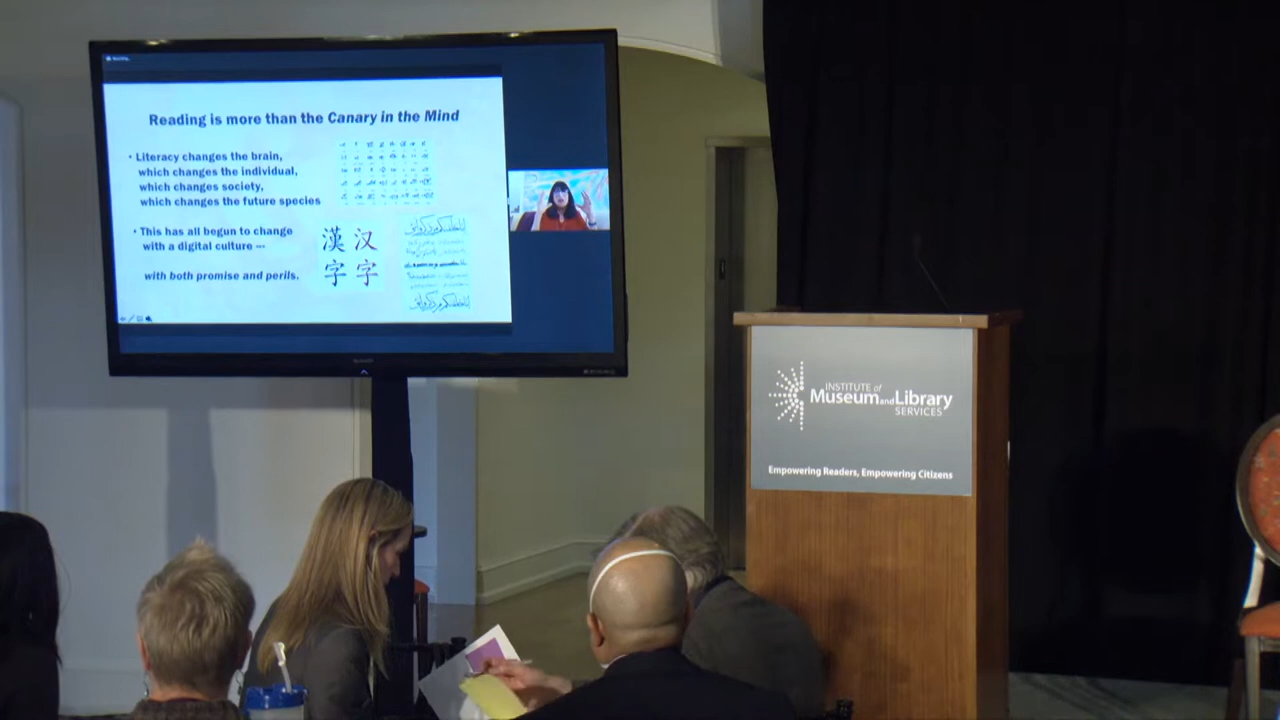 Reading is more than the Canary in the Mind
• Literacy changes the brain,
which changes the individual,
which changes society,
which changes the future species
• This has all begun to change
with a digital culture --
with both promise and perils.
漢 汉
字 字
INSTITUTE of
Museum and Library
SERVICES
Empowering Readers, Empowering Citizens